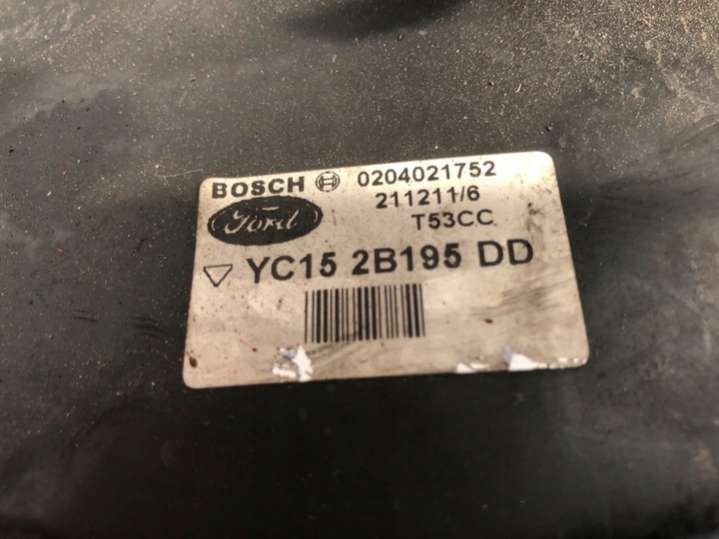 BOSCH 0204021752
211211/6
Ford T53CC
YC15 2B195 DD